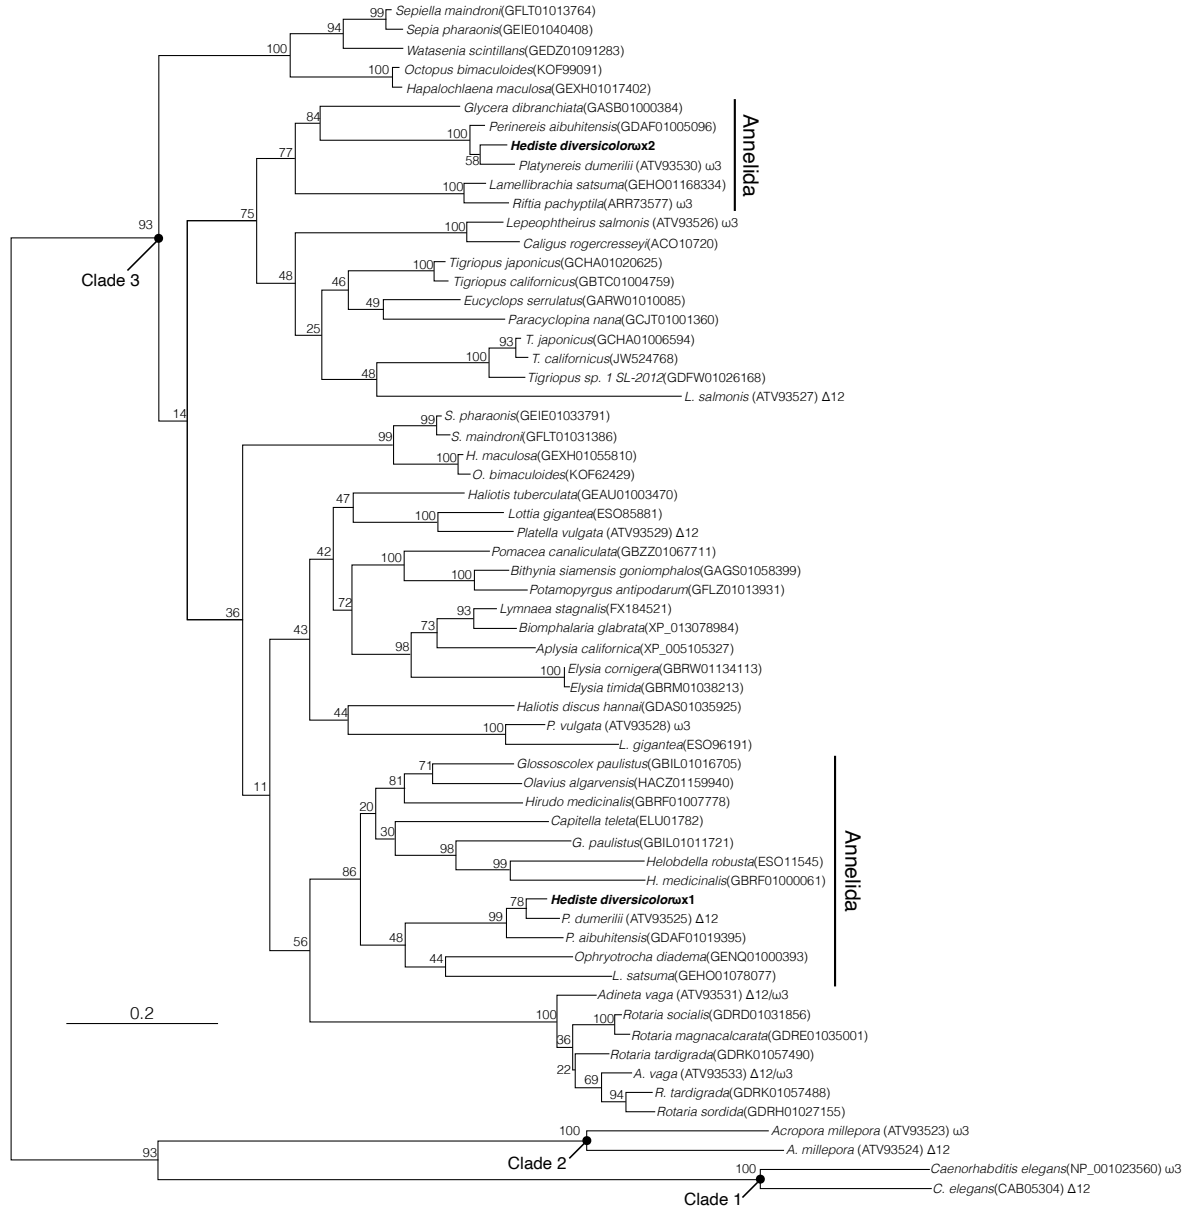 99 Sepiella maindroni(GFLT01013764)
94 Sepia pharaonis(GEIE01040408)
100 Watasenia scintillans(GEDZ01091283)
100 Octopus bimaculoides(KOF99091)
Hapalochlaena maculosa(GEXH01017402)
84 Glycera dibranchiata(GASB01000384)
100 Perinereis aibuhitensis(GDAF01005096)
Hediste diversicolorωx2
77 58 Platynereis dumerilii (ATV93530) ω3
100 Lamellibrachia satsuma(GEHO01168334)
Riftia pachyptila(ARR73577) ω3
Annelida
75
93
100 Lepeophtheirus salmonis (ATV93526) ω3
Caligus rogercresseyi(ACO10720)
Clade 3
48 46 100 Tigriopus japonicus(GCHA01020625)
Tigriopus californicus(GBTC01004759)
49 Eucyclops serrulatus(GARW01010085)
Paracyclopina nana(GCJT01001360)
25 93 T. japonicus(GCHA01006594)
100 T. californicus(JW524768)
48 Tigriopus sp. 1 SL-2012(GDFW01026168)
L. salmonis (ATV93527) Δ12
14 99 S. pharaonis(GEIE01033791)
99 S. maindroni(GFLT01031386)
100 H. maculosa(GEXH01055810)
O. bimaculoides(KOF62429)
47 Haliotis tuberculata(GEAU01003470)
100 Lottia gigantea(ESO85881)
Platella vulgata (ATV93529) Δ12
42 100 Pomacea canaliculata(GBZZ01067711)
100 Bithynia siamensis goniomphalos(GAGS01058399)
Potamopyrgus antipodarum(GFLZ01013931)
36 72 93 Lymnaea stagnalis(FX184521)
43 73 Biomphalaria glabrata(XP_013078984)
98 Aplysia californica(XP_005105327)
100 Elysia cornigera(GBRW01134113)
Elysia timida(GBRM01038213)
44 Haliotis discus hannai(GDAS01035925)
100 P. vulgata (ATV93528) ω3
L. gigantea(ESO96191)
71 Glossoscolex paulistus(GBIL01016705)
11 81 Olavius algarvensis(HACZ01159940)
20 Hirudo medicinalis(GBRF01007778)
30 Capitella teleta(ELU01782)
98 G. paulistus(GBIL01011721)
99 Helobdella robusta(ESO11545)
86 H. medicinalis(GBRF01000061)
Annelida
78 Hediste diversicolorωx1
99 P. dumerilii (ATV93525) Δ12
56 48 P. aibuhitensis(GDAF01019395)
44 Ophryotrocha diadema(GENQ01000393)
L. satsuma(GEHO01078077)
0.2
100 Adineta vaga (ATV93531) Δ12/ω3
100 Rotaria socialis(GDRD01031856)
36 Rotaria magnacalcarata(GDRE01035001)
Rotaria tardigrada(GDRK01057490)
22 69 A. vaga (ATV93533) Δ12/ω3
94 R. tardigrada(GDRK01057488)
Rotaria sordida(GDRH01027155)
100 Acropora millepora (ATV93523) ω3
93 A. millepora (ATV93524) Δ12
Clade 2
100 Caenorhabditis elegans(NP_001023560) ω3
C. elegans(CAB05304) Δ12
Clade 1